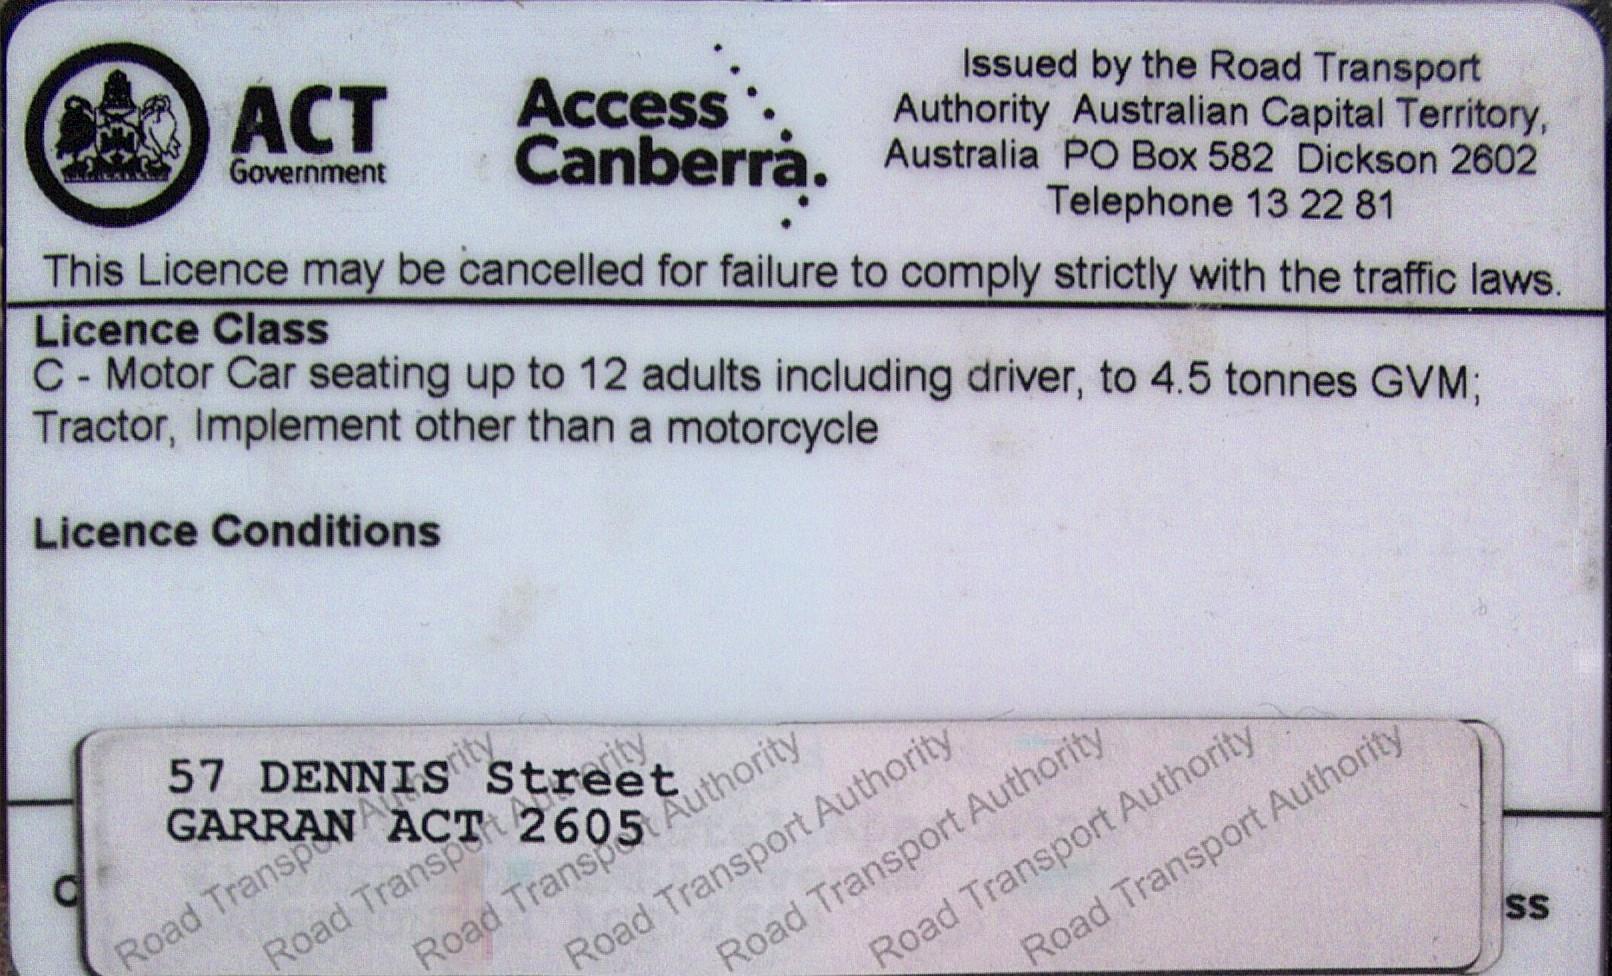 ACT
Government
Access
Canberra.
Issued by the Road Transport
Authority Australian Capital Territory,
Australia PO Box 582 Dickson 2602
Telephone 13 22 81
This Licence may be cancelled for failure to comply strictly with the traffic laws.
Licence Class
C - Motor Car seating up to 12 adults including driver, to 4.5 tonnes GVM;
Tractor, Implement other than a motorcycle
Licence Conditions
57 DENNIS Street
GARRAN ACT 2605
Road Transport Authority
Road Transport Authority
Road Transport Authority
Road Transport Authority
Road Transport Authority
Road Transport Authority
Road Transport Authority
C
ss